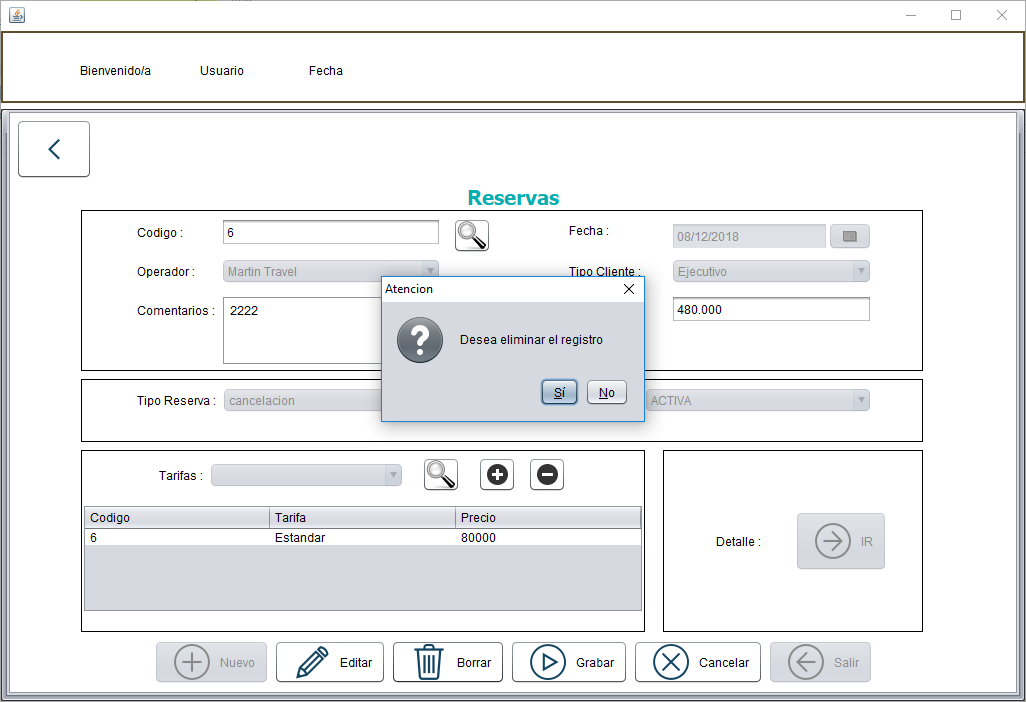 Bienvenido/a Usuario Fecha
Reservas
Codigo : 6 Fecha : 08/12/2018
Operador : Martin Travel Tipo Cliente : Ejecutivo
Comentarios : 2222 480.000
Atencion
Desea eliminar el registro
Sí No
Tipo Reserva : cancelacion ACTIVA
Tarifas :
Codigo Tarifa Precio
6 Estandar 80000
Detalle : IR
Nuevo Editar Borrar Grabar Cancelar Salir